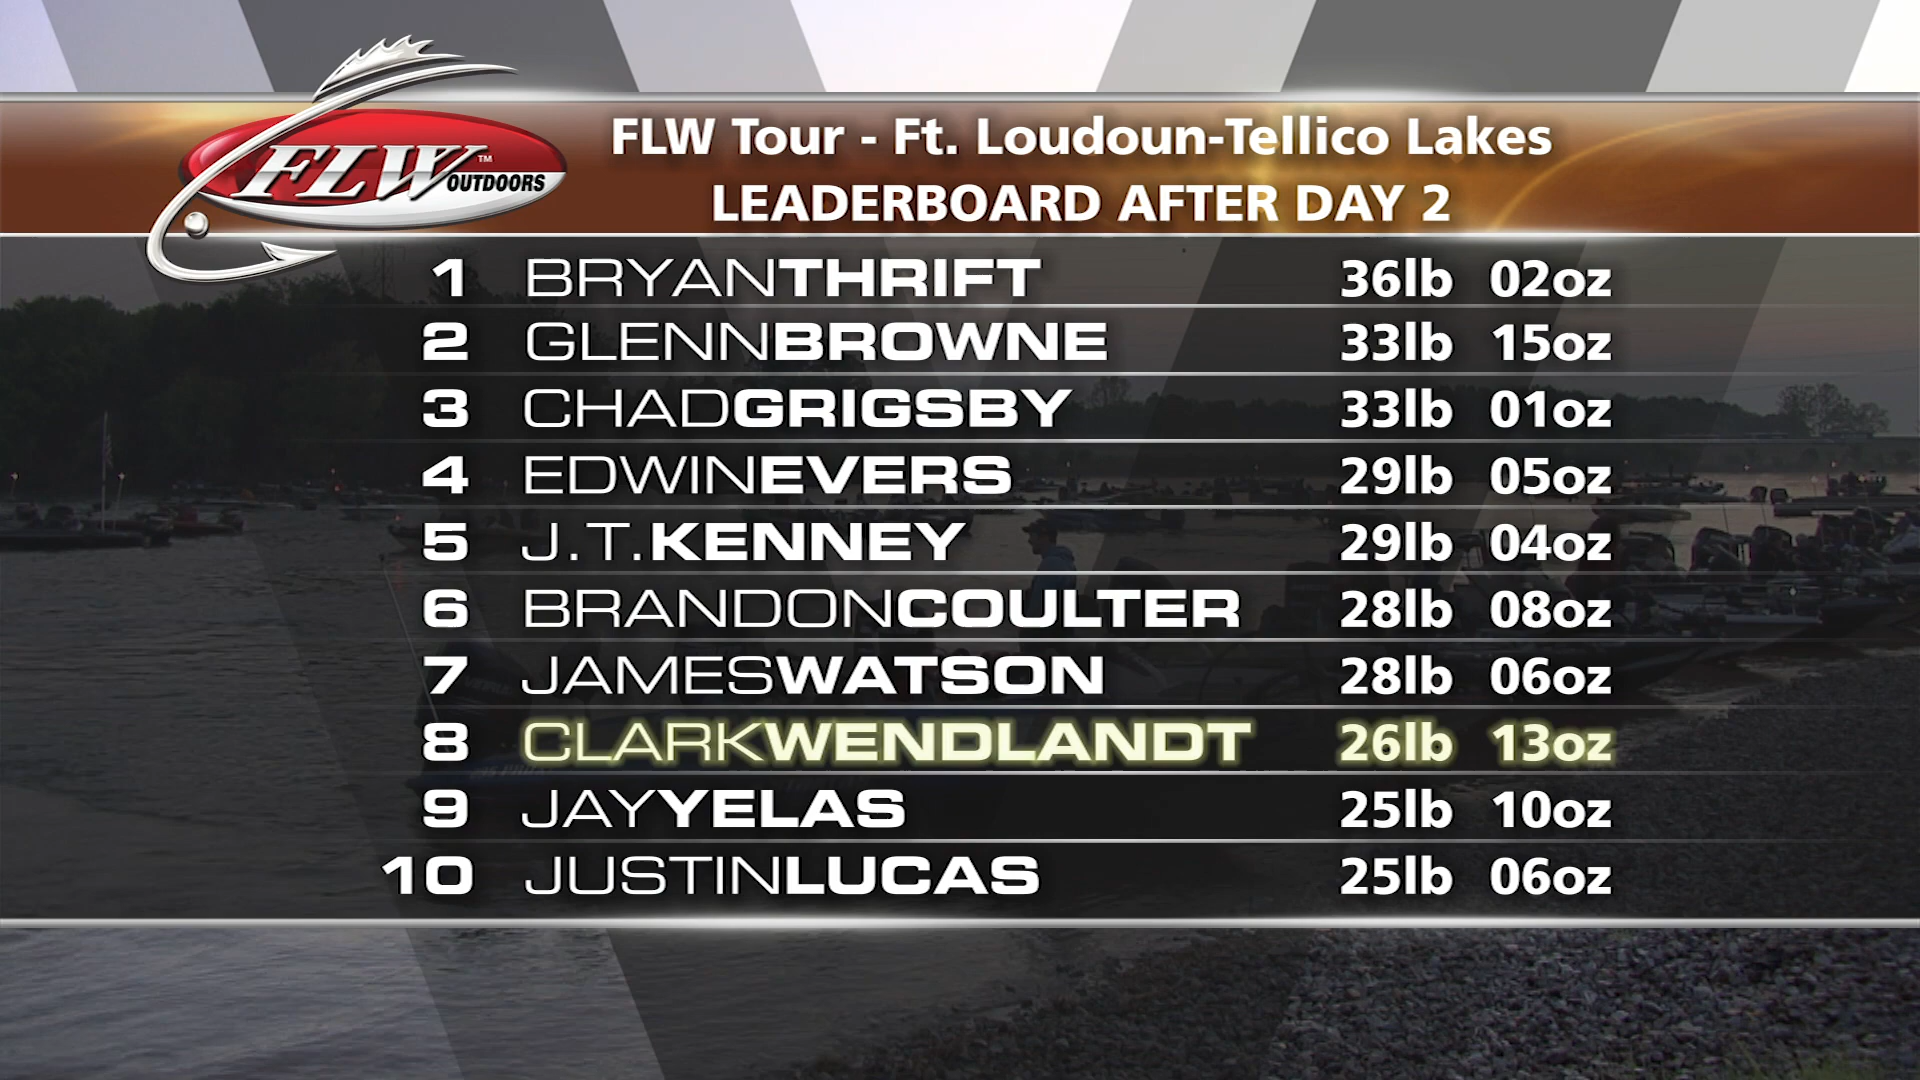 FLW™ OUTDOORS
FLW Tour - Ft. Loudoun-Tellico Lakes
LEADERBOARD AFTER DAY 2
1 BRYANTHRIFT 36lb 02oz
2 GLENNBROWNE 33lb 15oz
3 CHADGRIGSBY 33lb 01oz
4 EDWINEVERS 29lb 05oz
5 J.T.KENNEY 29lb 04oz
6 BRANDONCOULTER 28lb 08oz
7 JAMESWATSON 28lb 06oz
8 CLARKWENDLANDT 26lb 13oz
9 JAYYELAS 25lb 10oz
10 JUSTINLUCAS 25lb 06oz